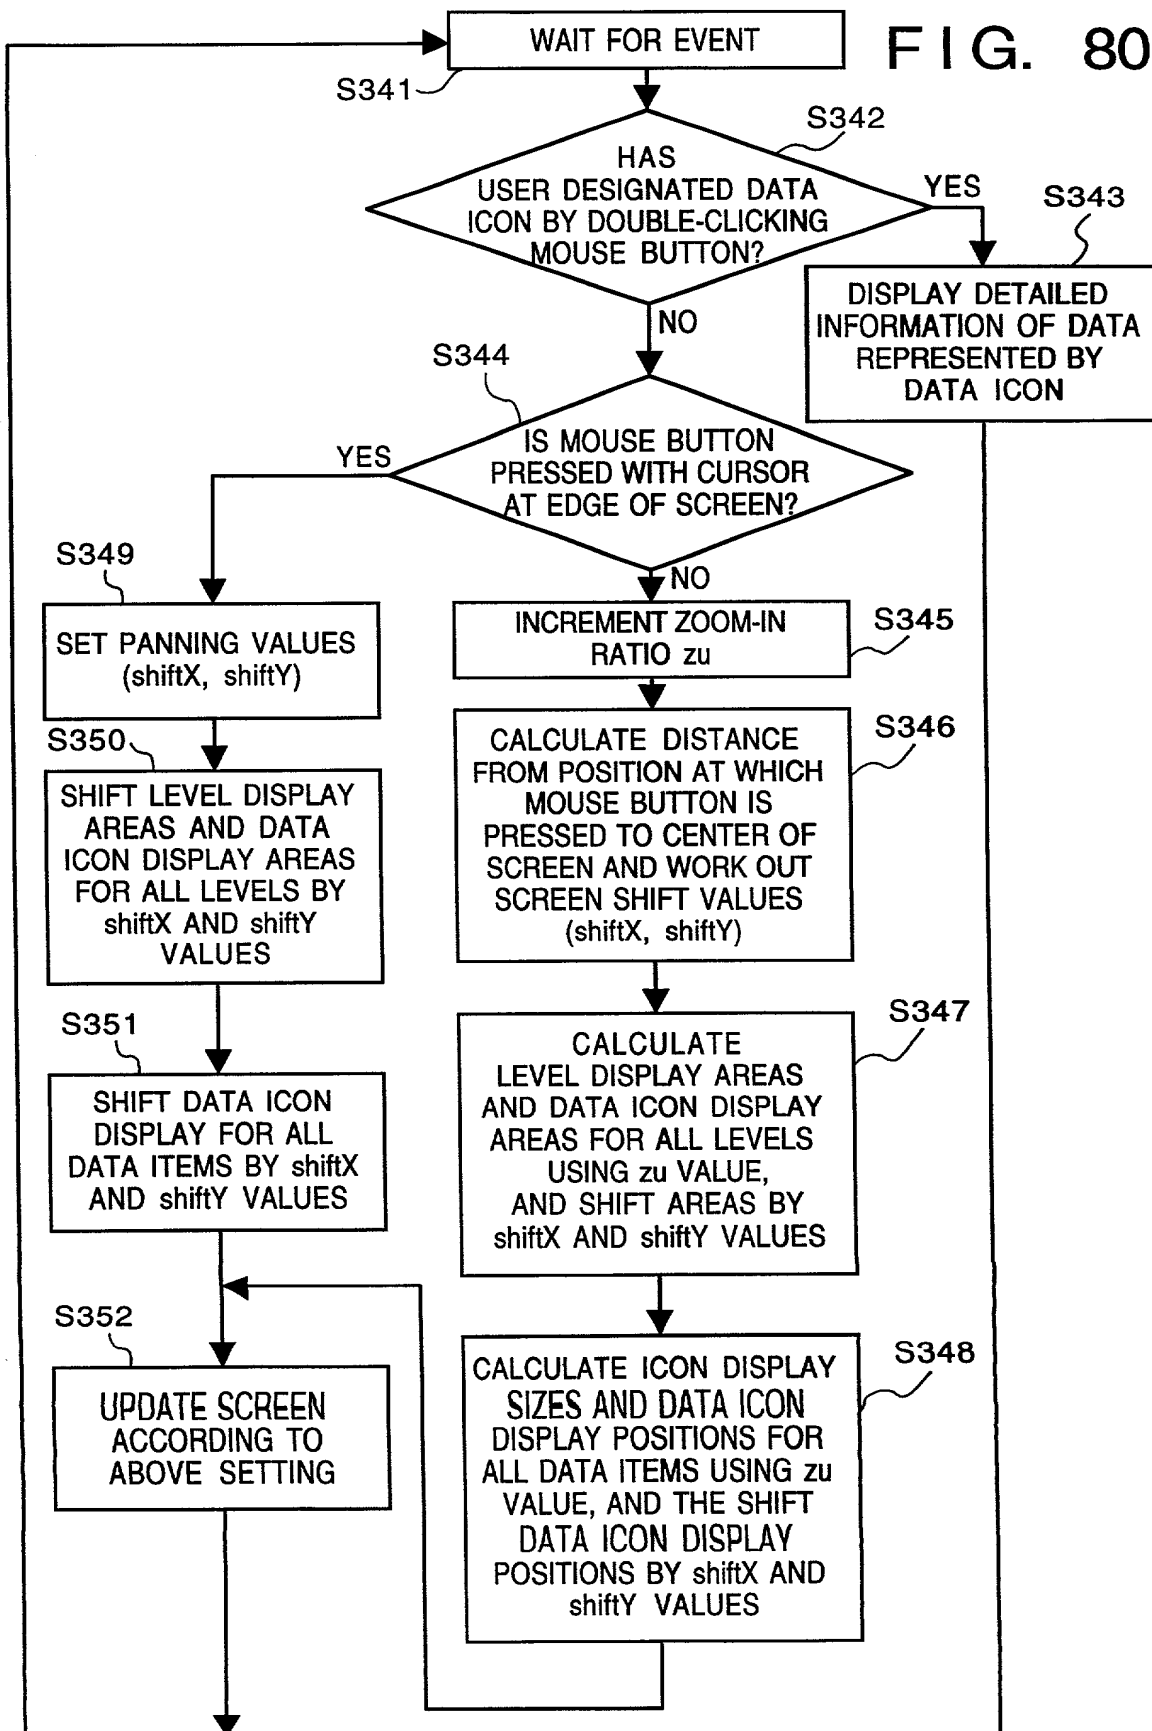 WAIT FOR EVENT
FIG. 80
S341
S342
HAS
USER DESIGNATED DATA
ICON BY DOUBLE-CLICKING
MOUSE BUTTON?
YES
S343
DISPLAY DETAILED
INFORMATION OF DATA
REPRESENTED BY
DATA ICON
NO
S344
IS MOUSE BUTTON
PRESSED WITH CURSOR
AT EDGE OF SCREEN?
YES
NO
S349
SET PANNING VALUES
(shiftX, shiftY)
S345
INCREMENT ZOOM-IN
RATIO zu
S350
SHIFT LEVEL DISPLAY
AREAS AND DATA
ICON DISPLAY AREAS
FOR ALL LEVELS BY
shiftX AND shiftY
VALUES
S346
CALCULATE DISTANCE
FROM POSITION AT WHICH
MOUSE BUTTON IS
PRESSED TO CENTER OF
SCREEN AND WORK OUT
SCREEN SHIFT VALUES
(shiftX, shiftY)
S351
SHIFT DATA ICON
DISPLAY FOR ALL
DATA ITEMS BY shiftX
AND shiftY VALUES
S347
CALCULATE
LEVEL DISPLAY AREAS
AND DATA ICON DISPLAY
AREAS FOR ALL LEVELS
USING zu VALUE,
AND SHIFT AREAS BY
shiftX AND shiftY VALUES
S352
UPDATE SCREEN
ACCORDING TO
ABOVE SETTING
S348
CALCULATE ICON DISPLAY
SIZES AND DATA ICON
DISPLAY POSITIONS FOR
ALL DATA ITEMS USING zu
VALUE, AND THE SHIFT
DATA ICON DISPLAY
POSITIONS BY shiftX AND
shiftY VALUES